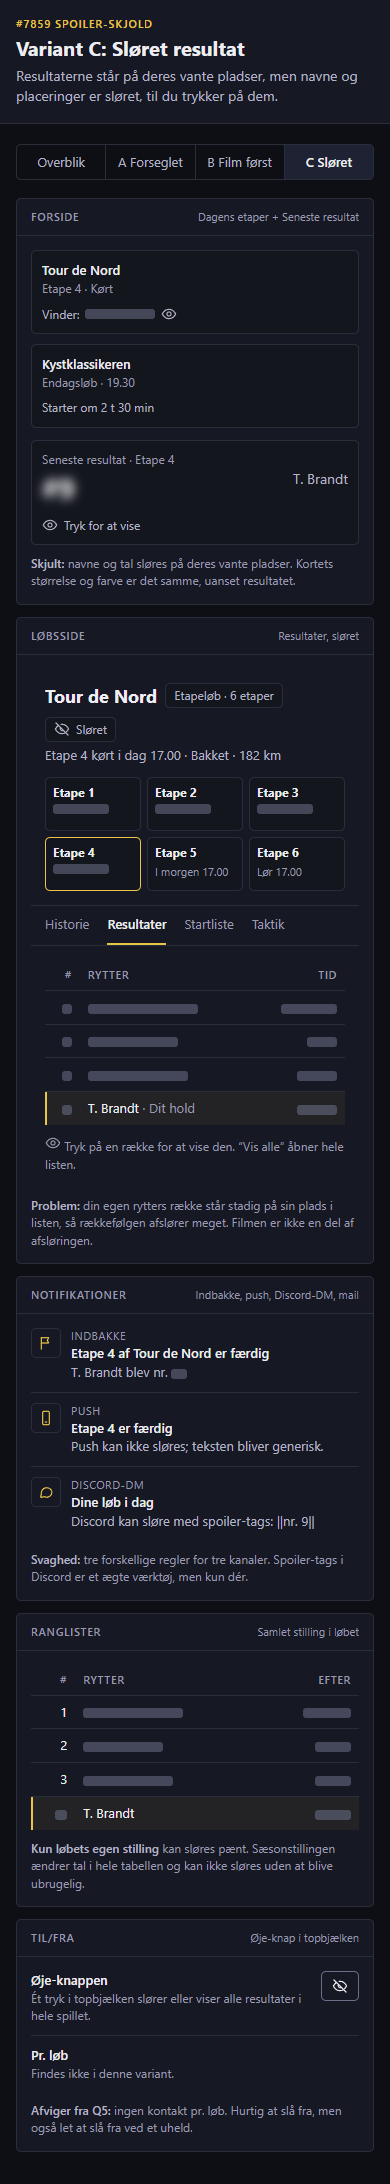 #7859 SPOILER-SKJOLD
Variant C: Sløret resultat
Resultaterne står på deres vante pladser, men navne og
placeringer er sløret, til du trykker på dem.
Overblik
A Forseglet
B Film først
C Sløret
FORSIDE
Dagens etaper + Seneste resultat
Tour de Nord
Etape 4 · Kørt
Vinder:
Kystklassikeren
Endagsløb · 19.30
Starter om 2 t 30 min
Seneste resultat · Etape 4
T. Brandt
Tryk for at vise
Skjult: navne og tal sløres på deres vante pladser. Kortets
størrelse og farve er det samme, uanset resultatet.
LØBSSIDE
Resultater, sløret
Tour de Nord
Etapeløb · 6 etaper
Sløret
Etape 4 kørt i dag 17.00 · Bakket · 182 km
Etape 1
Etape 2
Etape 3
Etape 4
Etape 5
I morgen 17.00
Etape 6
Lør 17.00
Historie
Resultater
Startliste
Taktik
#
RYTTER
TID
T. Brandt · Dit hold
Tryk på en række for at vise den. “Vis alle” åbner hele
listen.
Problem: din egen rytters række står stadig på sin plads i
listen, så rækkefølgen afslører meget. Filmen er ikke en del af
afsløringen.
NOTIFIKATIONER
Indbakke, push, Discord-DM, mail
INDBAKKE
Etape 4 af Tour de Nord er færdig
T. Brandt blev nr.
PUSH
Etape 4 er færdig
Push kan ikke sløres; teksten bliver generisk.
DISCORD-DM
Dine løb i dag
Discord kan sløre med spoiler-tags: ||nr. 9||
Svaghed: tre forskellige regler for tre kanaler. Spoiler-tags i
Discord er et ægte værktøj, men kun dér.
RANGLISTER
Samlet stilling i løbet
#
RYTTER
EFTER
1
2
3
T. Brandt
Kun løbets egen stilling kan sløres pænt. Sæsonstillingen
ændrer tal i hele tabellen og kan ikke sløres uden at blive
ubrugelig.
TIL/FRA
Øje-knap i topbjælken
Øje-knappen
Ét tryk i topbjælken slører eller viser alle resultater i
hele spillet.
Pr. løb
Findes ikke i denne variant.
Afviger fra Q5: ingen kontakt pr. løb. Hurtig at slå fra, men
også let at slå fra ved et uheld.